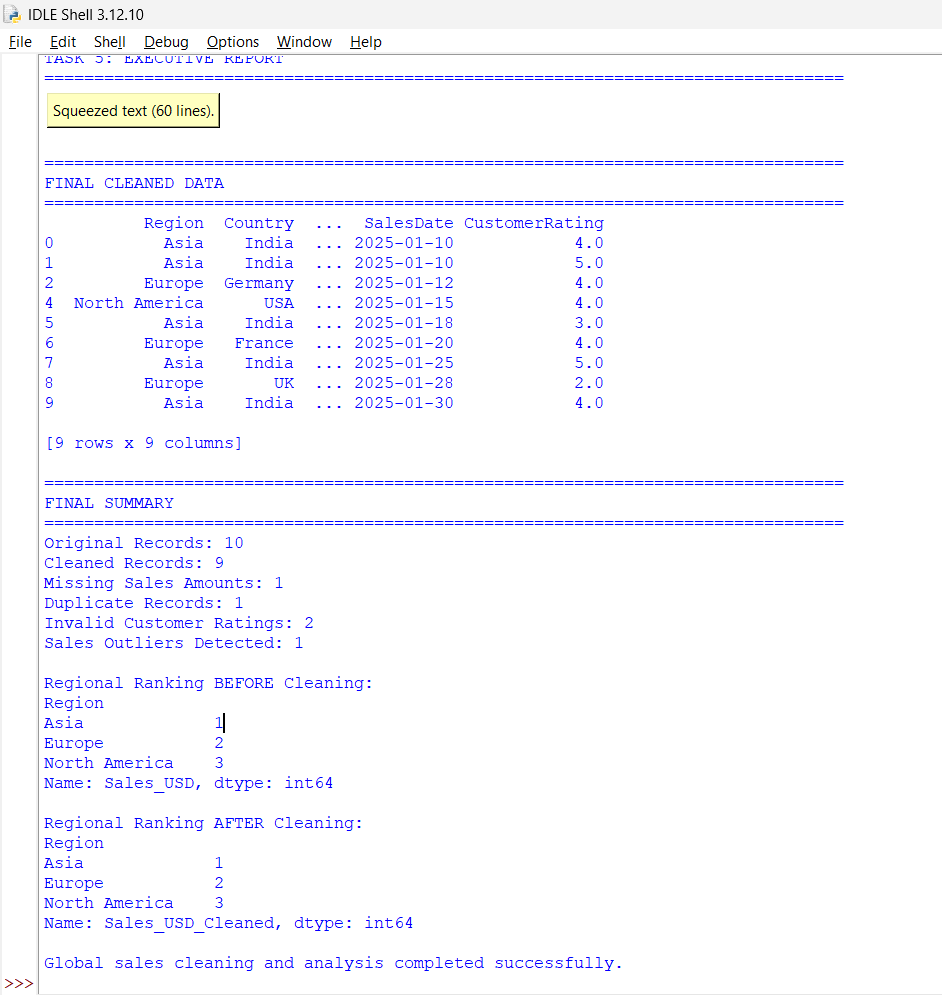 IDLE Shell 3.12.10
File Edit Shell Debug Options Window Help
TASK 5: EXECUTIVE REPORT
================================================================================
Squeezed text (60 lines).
================================================================================
FINAL CLEANED DATA
================================================================================
          Region  Country  ...  SalesDate CustomerRating
0           Asia    India  ... 2025-01-10            4.0
1           Asia    India  ... 2025-01-10            5.0
2         Europe  Germany  ... 2025-01-12            4.0
4  North America      USA  ... 2025-01-15            4.0
5           Asia    India  ... 2025-01-18            3.0
6         Europe   France  ... 2025-01-20            4.0
7           Asia    India  ... 2025-01-25            5.0
8         Europe       UK  ... 2025-01-28            2.0
9           Asia    India  ... 2025-01-30            4.0
[9 rows x 9 columns]
================================================================================
FINAL SUMMARY
================================================================================
Original Records: 10
Cleaned Records: 9
Missing Sales Amounts: 1
Duplicate Records: 1
Invalid Customer Ratings: 2
Sales Outliers Detected: 1
Regional Ranking BEFORE Cleaning:
Region
Asia             1
Europe           2
North America    3
Name: Sales_USD, dtype: int64
Regional Ranking AFTER Cleaning:
Region
Asia             1
Europe           2
North America    3
Name: Sales_USD_Cleaned, dtype: int64
Global sales cleaning and analysis completed successfully.
>>>